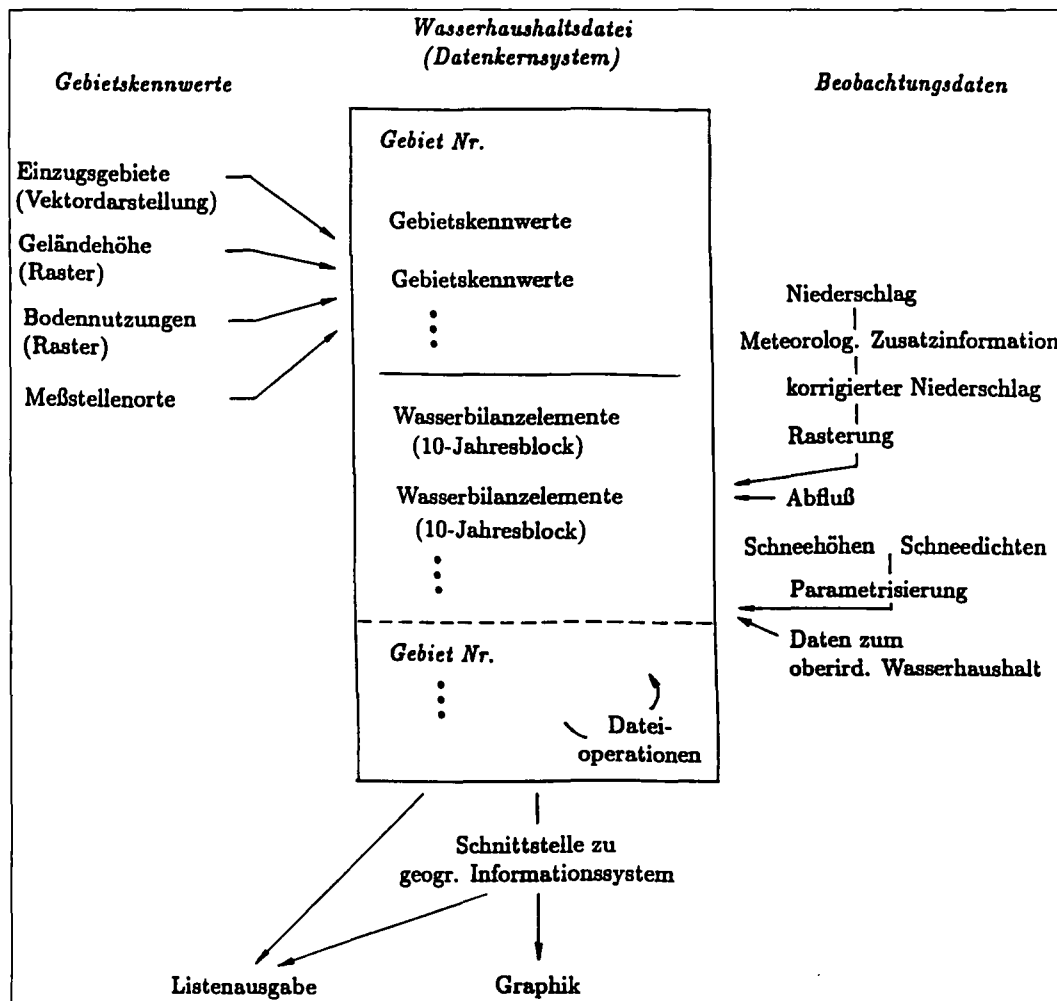 Wasserhaushaltsdatei
(Datenkernsystem)
Gebietskennwerte
Beobachtungsdaten
Einzugsgebiete
(Vektordarstellung)
Geländehöhe
(Raster)
Bodennutzungen
(Raster)
Meßstellenorte
Gebiet Nr.
Gebietskennwerte
Gebietskennwerte
Wasserbilanzelemente
(10-Jahresblock)
Wasserbilanzelemente
(10-Jahresblock)
Gebiet Nr.
Datei-
operationen
Niederschlag
Meteorolog. Zusatzinformation
korrigierter Niederschlag
Rasterung
Abfluß
Schneehöhen Schneedichten
Parametrisierung
Daten zum
oberird. Wasserhaushalt
Schnittstelle zu
geogr. Informationssystem
Listenausgabe
Graphik